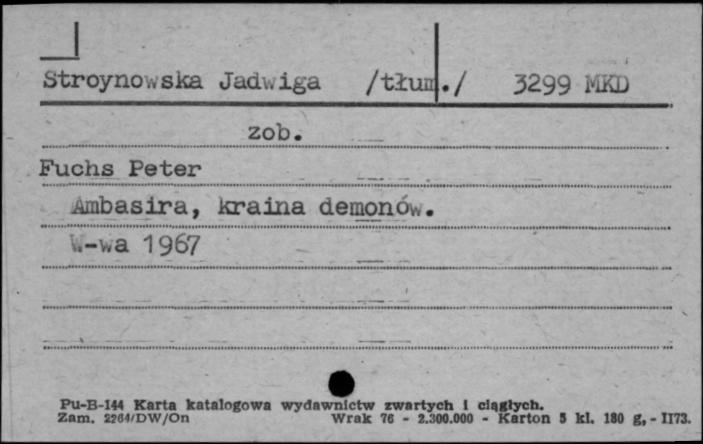 Stroynowska Jadwiga /tłum./ 3299 MKD
zob.
Fuchs Peter
Ambasira, kraina demonów.
W-wa 1967
Pu-B-144 Karta katalogowa wydawnictw zwartych i ciągłych.
Zam. 2264/DW/On Wrak 76 - 2.300.000 - Karton 5 kl. 180 g, - II73.